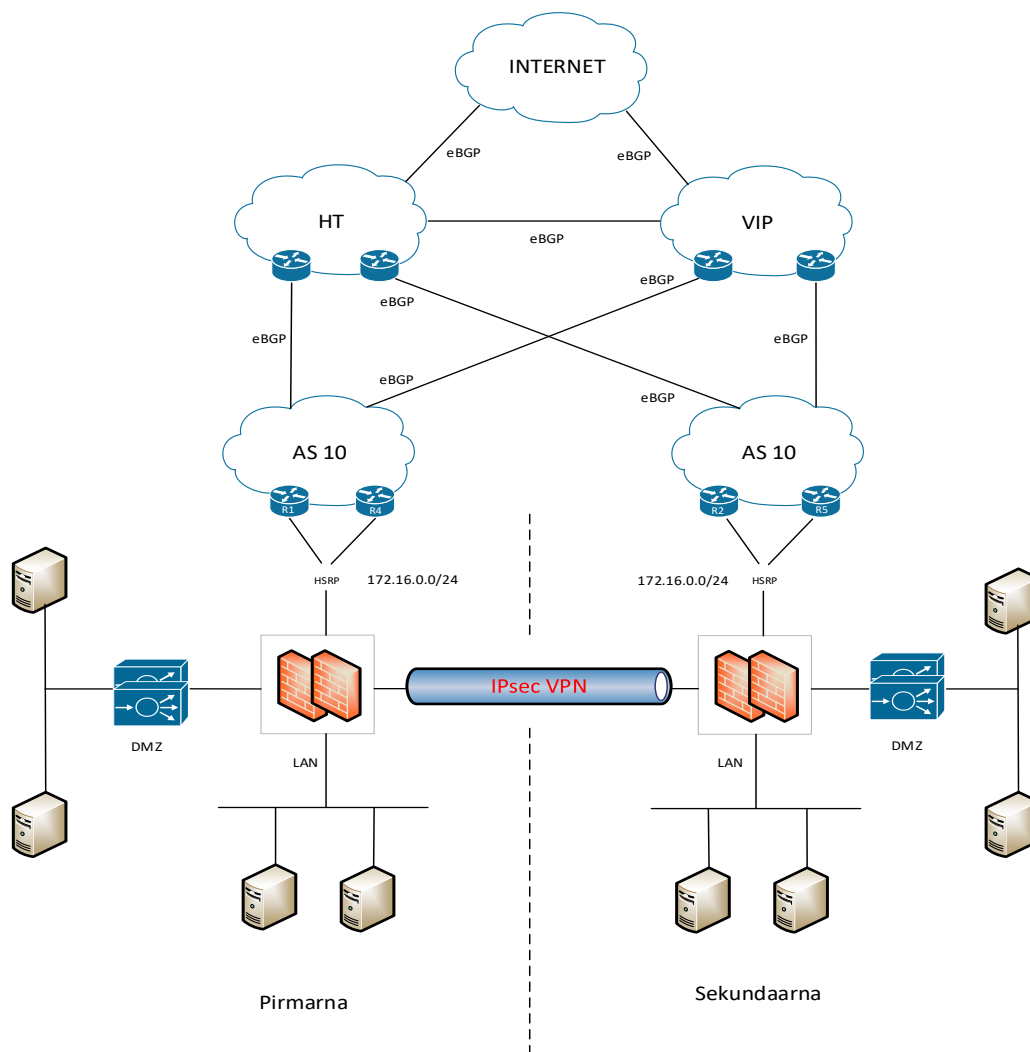 INTERNET
eBGP
eBGP
HT
VIP
eBGP
eBGP
eBGP
eBGP
eBGP
eBGP
eBGP
AS 10
AS 10
R1
R4
R2
R5
HSRP
172.16.0.0/24
172.16.0.0/24
HSRP
IPsec VPN
DMZ
DMZ
LAN
LAN
Pirmarna
Sekundaarna